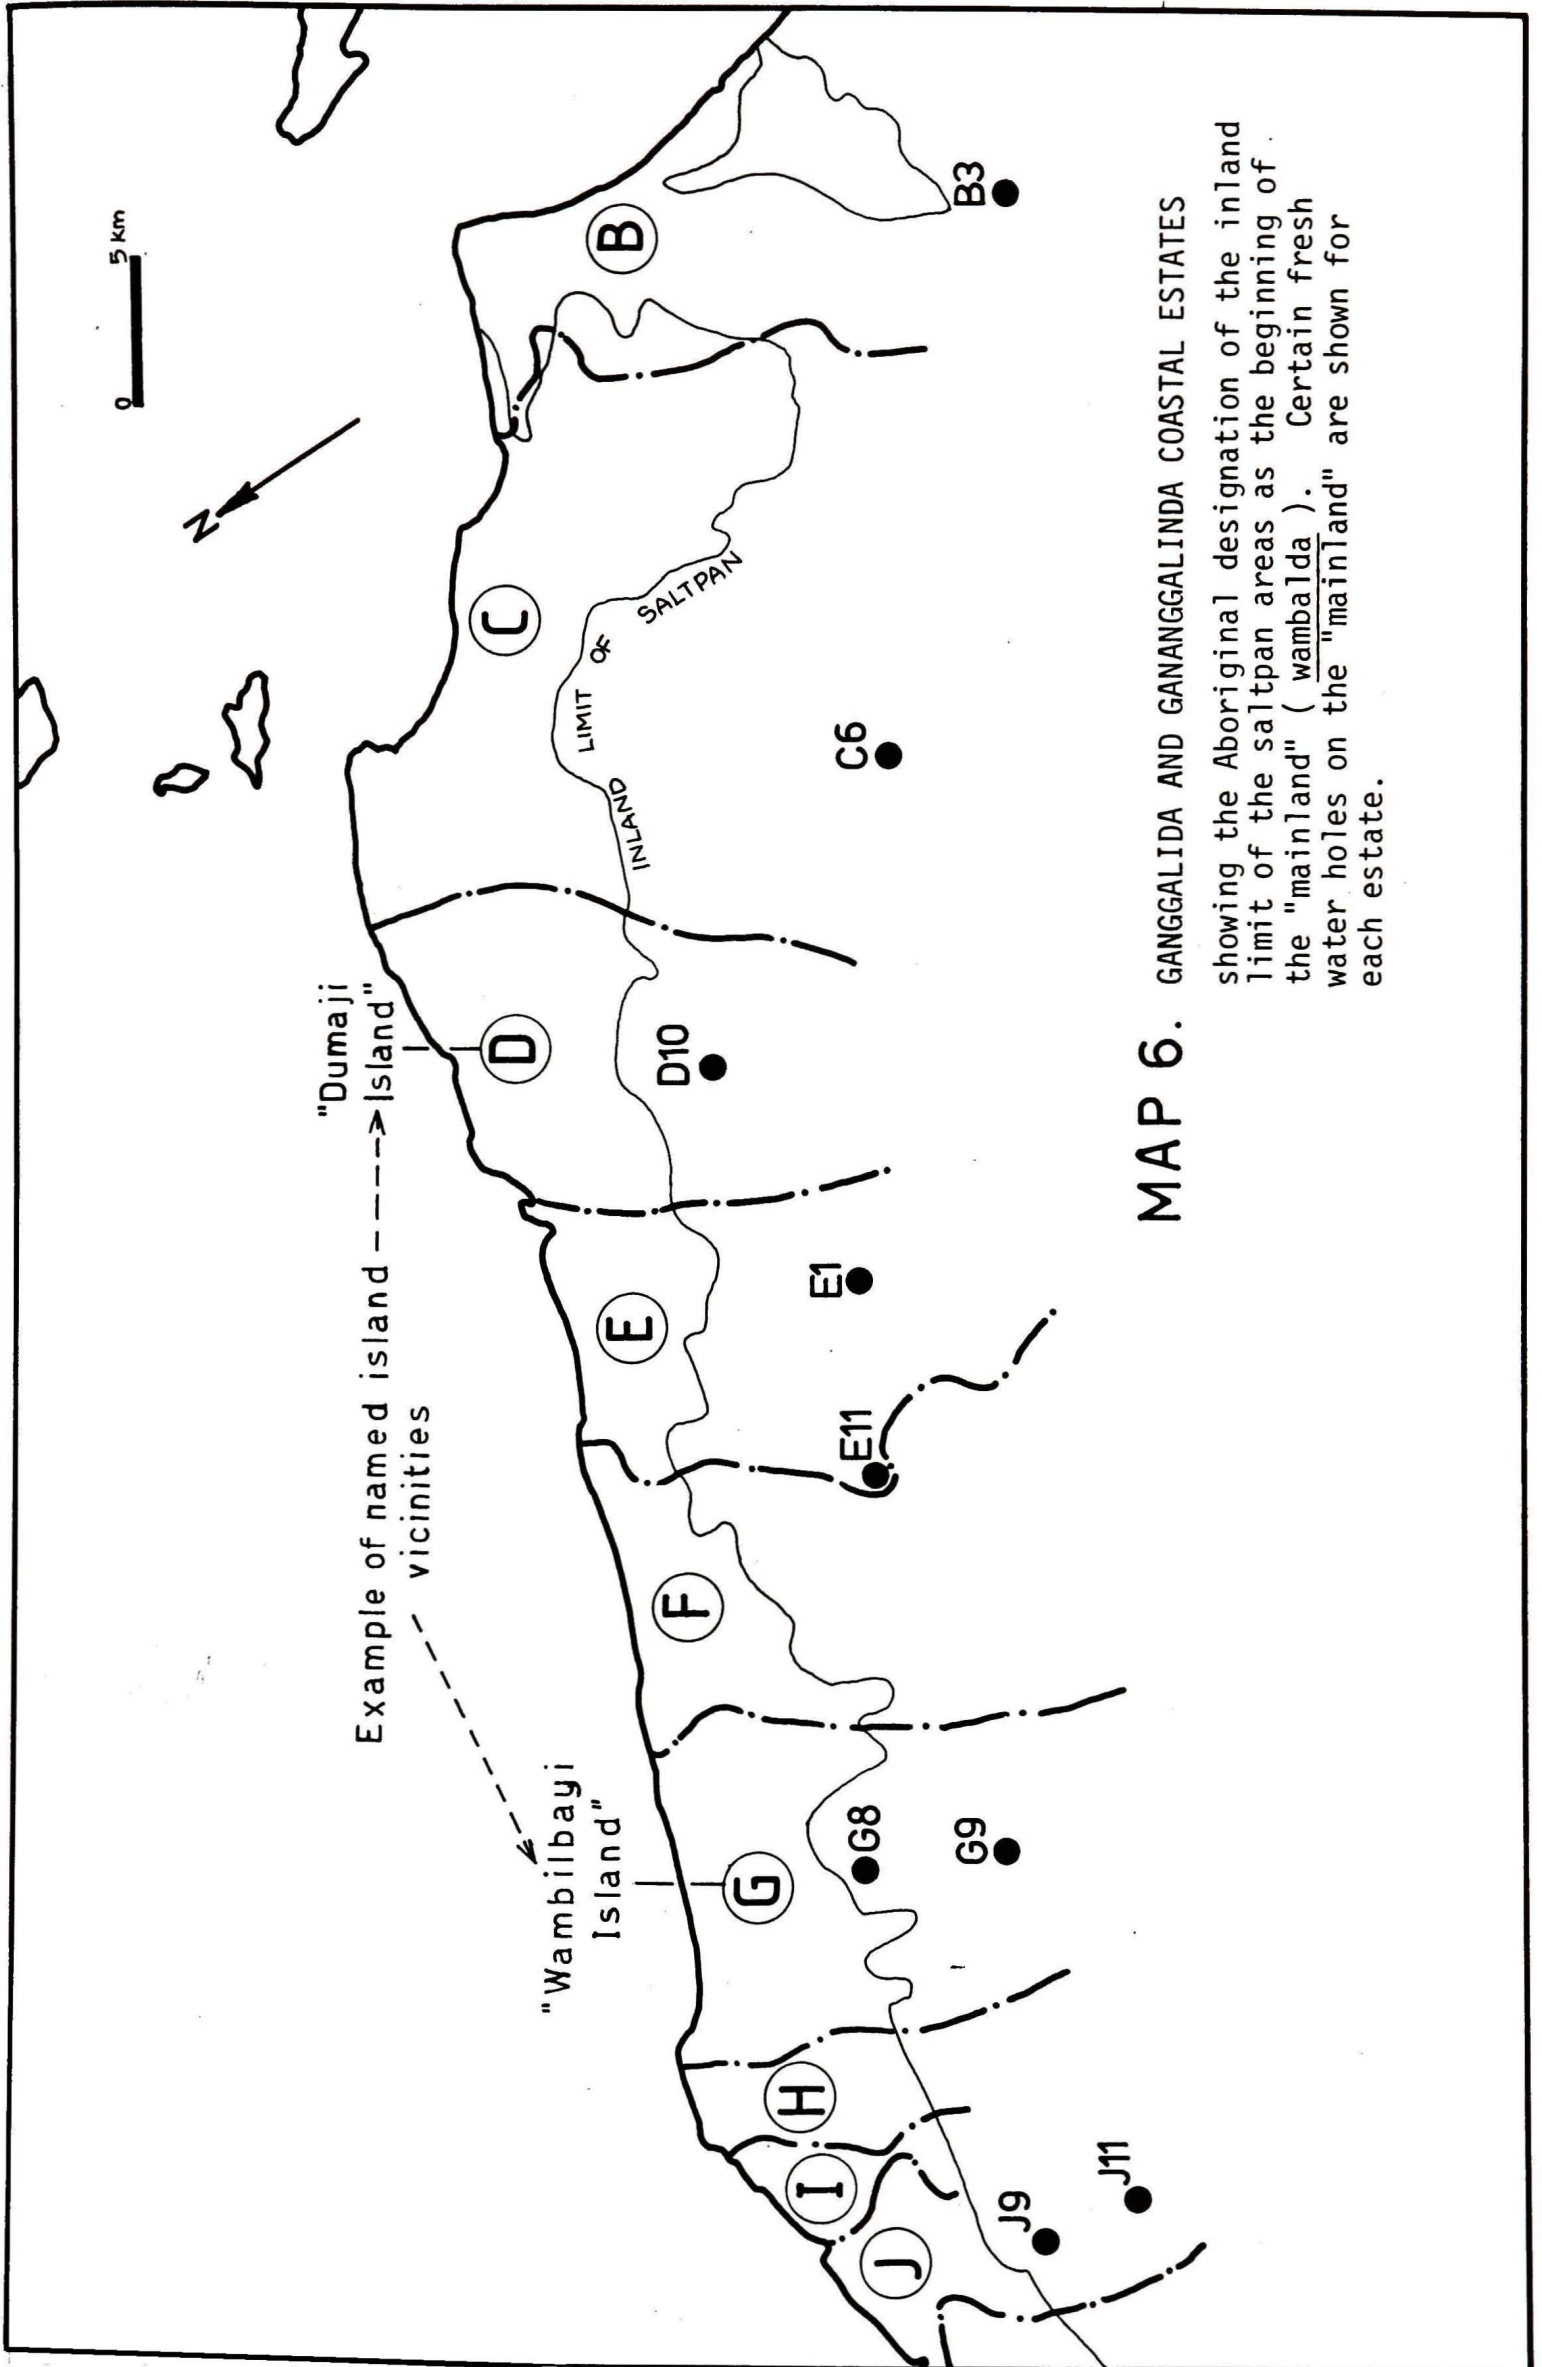 MAP 6. GANGGALIDA AND GANANGGALINDA COASTAL ESTATES
showing the Aboriginal designation of the inland
limit of the saltpan areas as the beginning of
the "mainland" ( wambalda ). Certain fresh
water holes on the "mainland" are shown for
each estate.
Example of named island
vicinities
"Dumaji
Island"
"Wambilbayi
Island"
0 5 km
N
INLAND LIMIT OF SALTPAN
J
I
H
G
F
E
D
C
B
J9
J11
G8
G9
E11
E1
D10
C6
B3